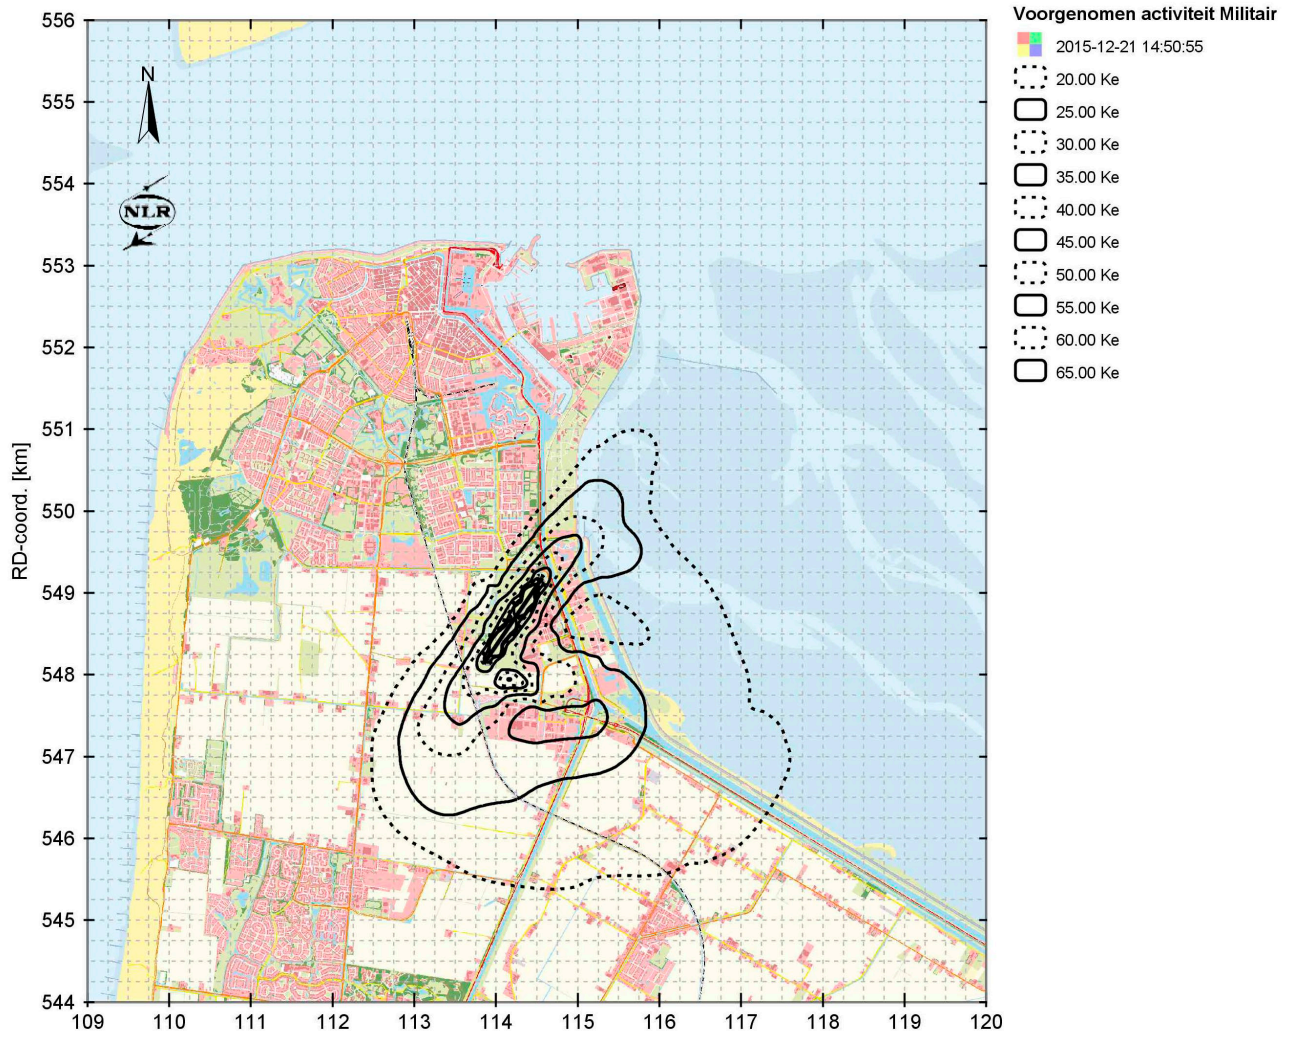 Voorgenomen activiteit Militair
2015-12-21 14:50:55
20.00 Ke
25.00 Ke
30.00 Ke
35.00 Ke
40.00 Ke
45.00 Ke
50.00 Ke
55.00 Ke
60.00 Ke
65.00 Ke
N
NLR
RD-coord. [km]
556
555
554
553
552
551
550
549
548
547
546
545
544
109 110 111 112 113 114 115 116 117 118 119 120